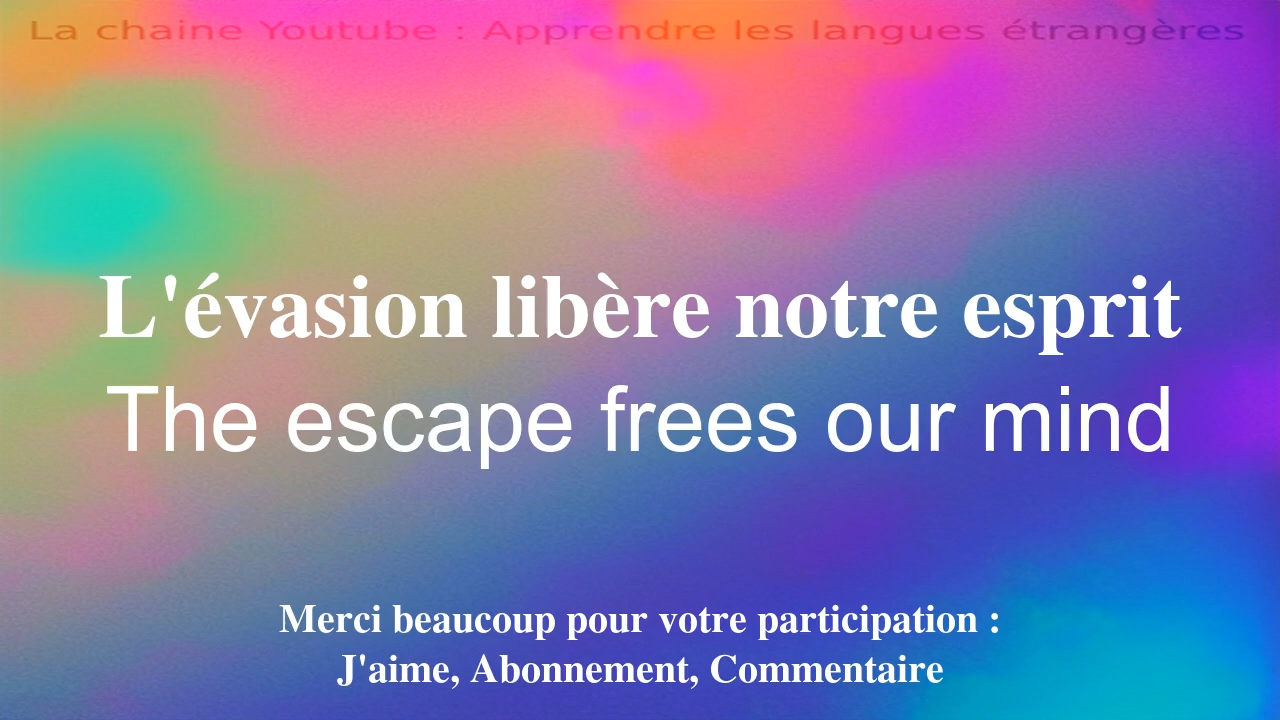 La chaine Youtube : Apprendre les langues étrangères
L'évasion libère notre esprit
The escape frees our mind
Merci beaucoup pour votre participation :
J'aime, Abonnement, Commentaire